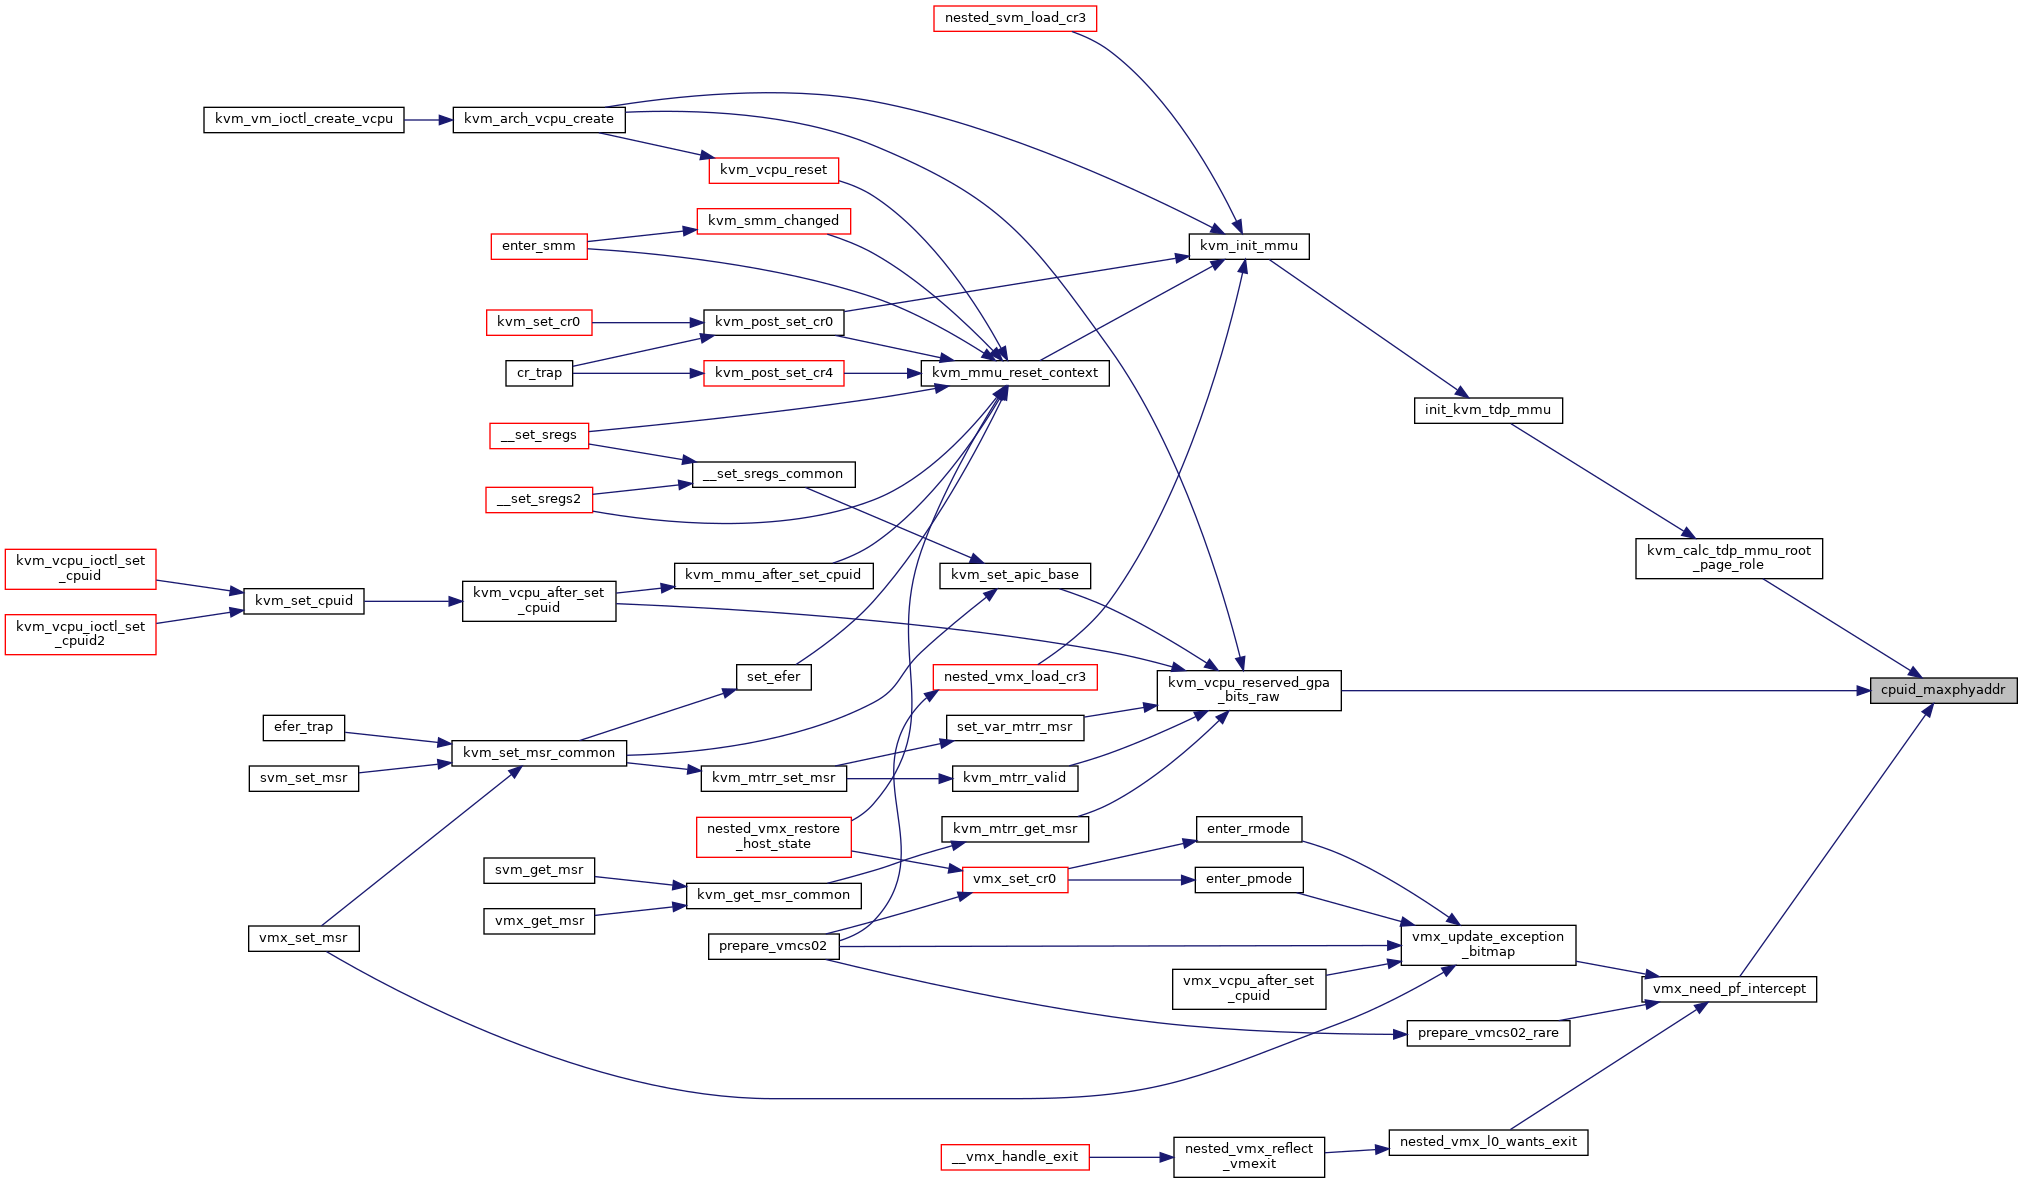 nested_svm_load_cr3
kvm_vm_ioctl_create_vcpu
kvm_arch_vcpu_create
kvm_vcpu_reset
kvm_smm_changed
enter_smm
kvm_init_mmu
kvm_set_cr0
kvm_post_set_cr0
cr_trap
kvm_post_set_cr4
kvm_mmu_reset_context
init_kvm_tdp_mmu
__set_sregs
__set_sregs_common
__set_sregs2
kvm_calc_tdp_mmu_root
_page_role
kvm_vcpu_ioctl_set
_cpuid
kvm_mmu_after_set_cpuid
kvm_set_apic_base
kvm_set_cpuid
kvm_vcpu_after_set
_cpuid
kvm_vcpu_ioctl_set
_cpuid2
set_efer
nested_vmx_load_cr3
kvm_vcpu_reserved_gpa
_bits_raw
cpuid_maxphyaddr
efer_trap
set_var_mtrr_msr
kvm_set_msr_common
svm_set_msr
kvm_mtrr_set_msr
kvm_mtrr_valid
nested_vmx_restore
_host_state
kvm_mtrr_get_msr
enter_rmode
svm_get_msr
vmx_set_cr0
enter_pmode
kvm_get_msr_common
vmx_get_msr
vmx_set_msr
prepare_vmcs02
vmx_update_exception
_bitmap
vmx_vcpu_after_set
_cpuid
vmx_need_pf_intercept
prepare_vmcs02_rare
nested_vmx_l0_wants_exit
__vmx_handle_exit
nested_vmx_reflect
_vmexit